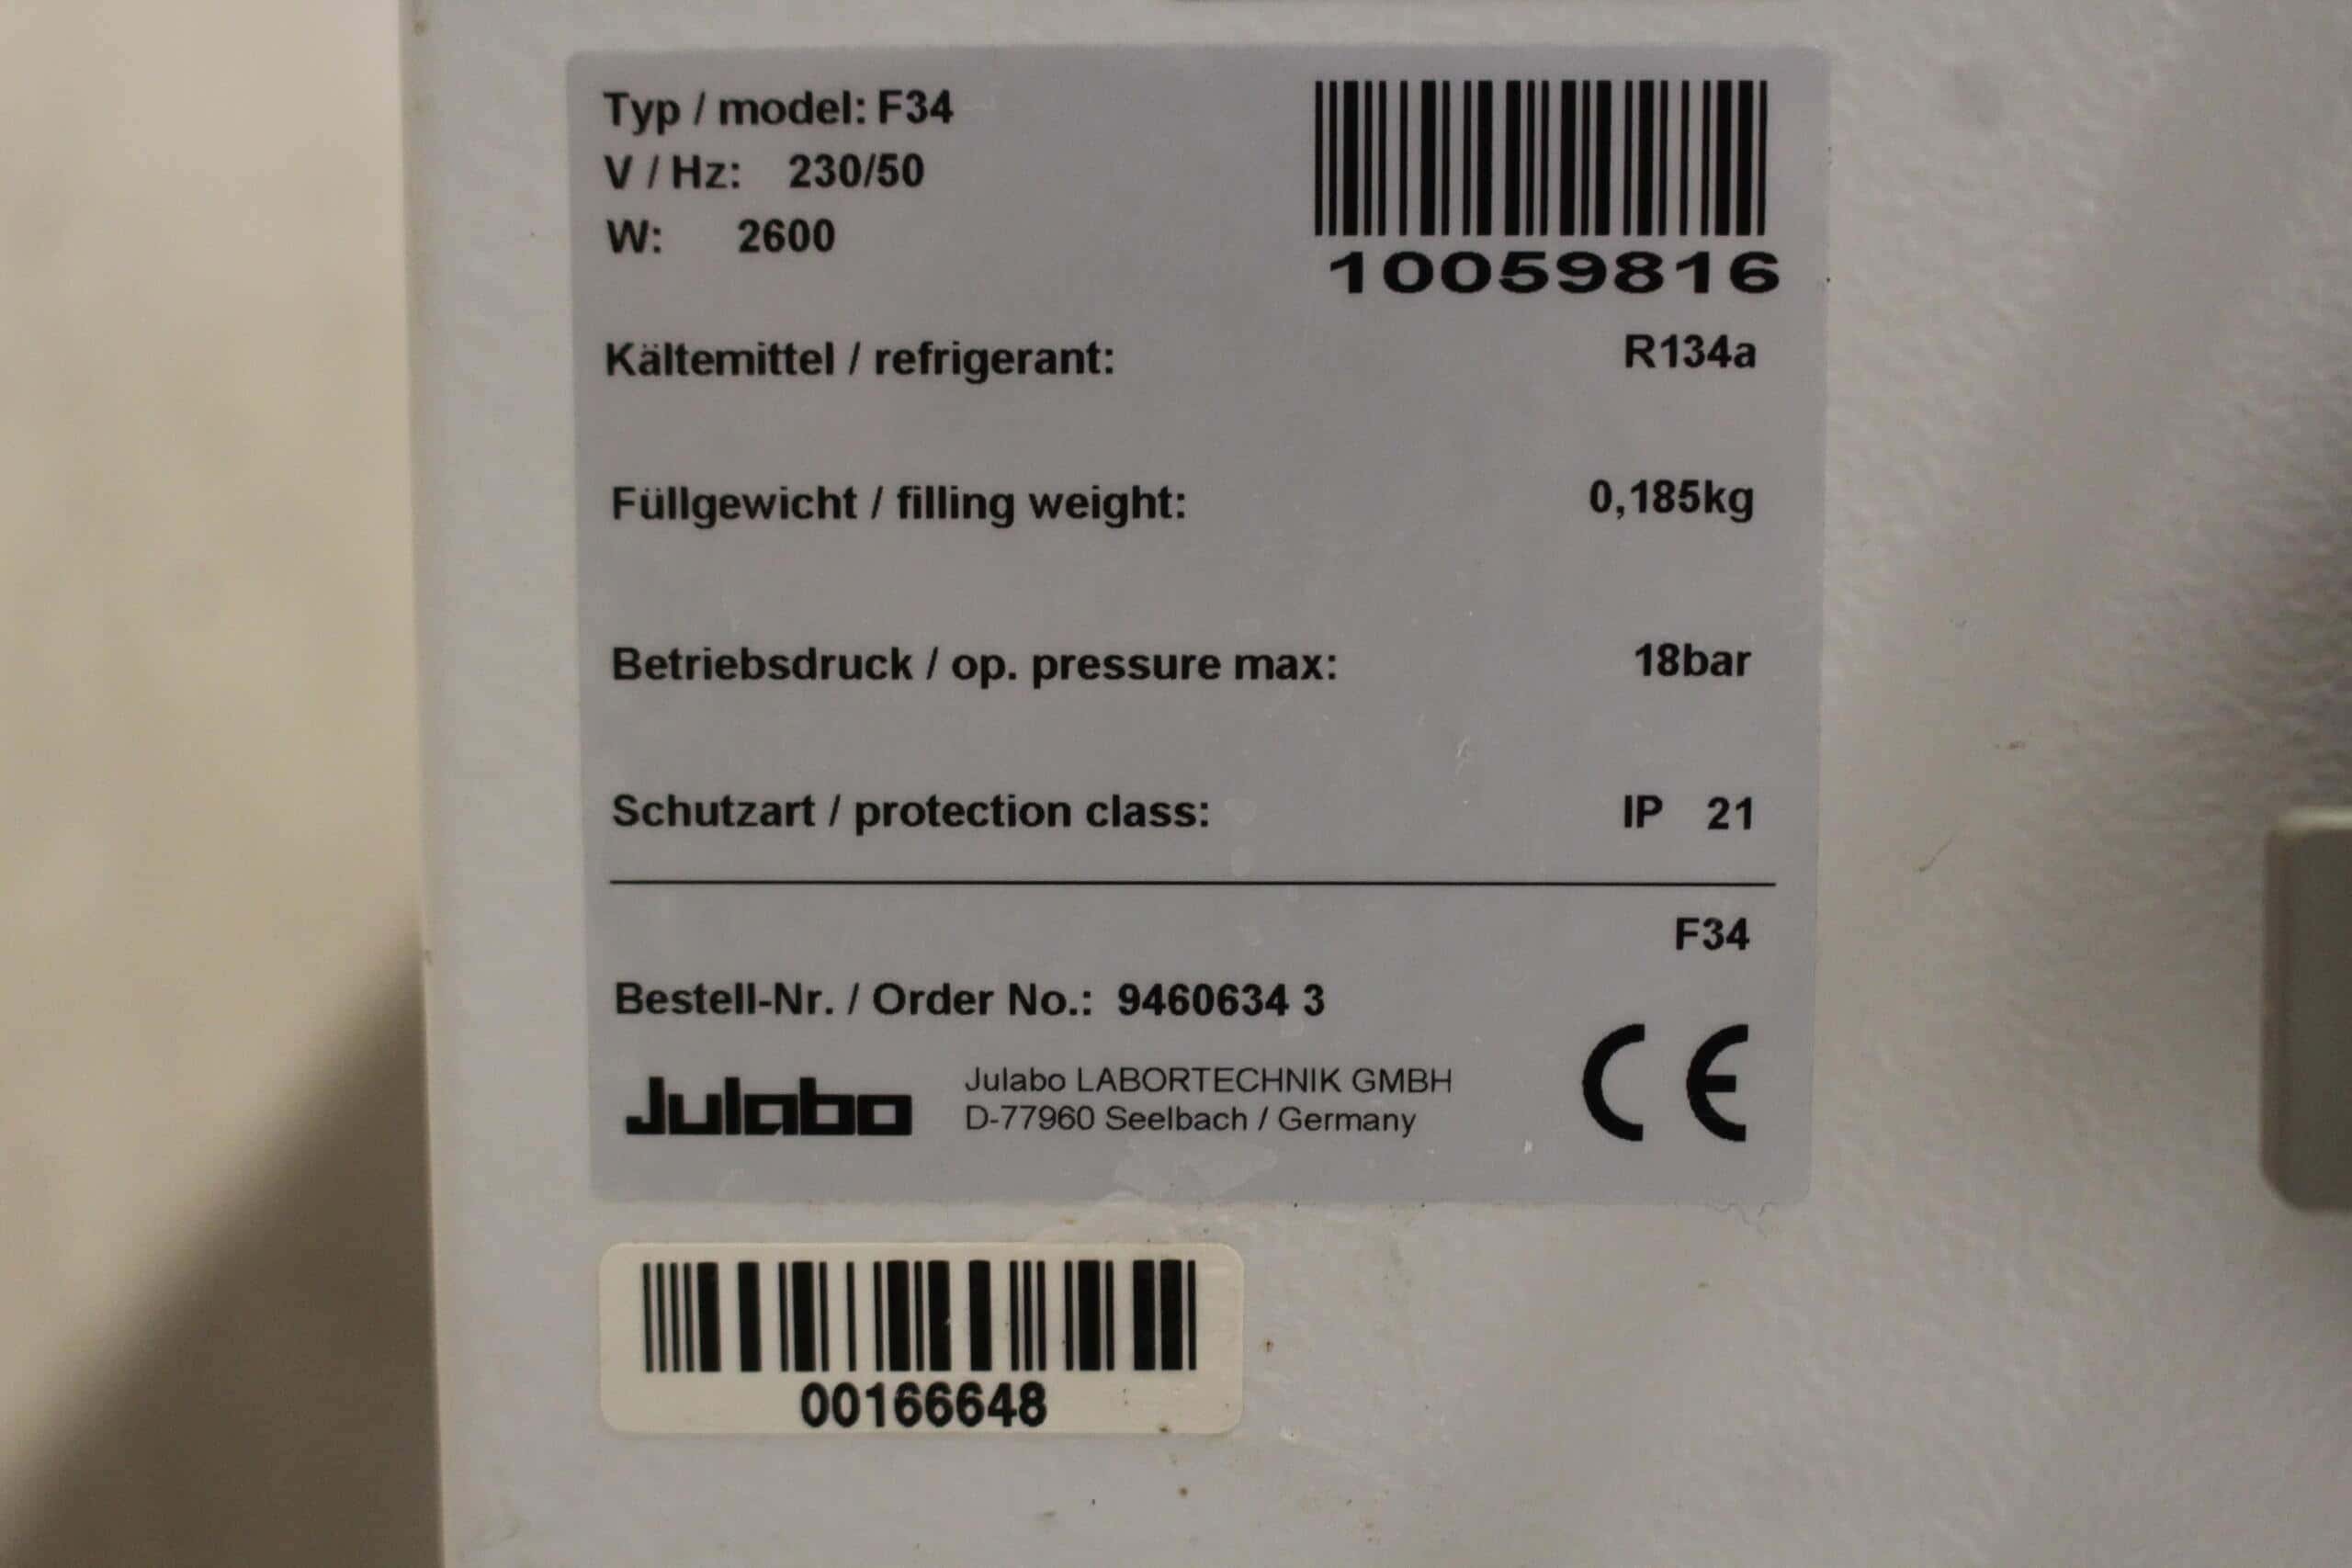 Typ / model: F34
V / Hz: 230/50
W: 2600
10059816
Kältemittel / refrigerant: R134a
Füllgewicht / filling weight: 0,185kg
Betriebsdruck / op. pressure max: 18bar
Schutzart / protection class: IP 21
F34
Bestell-Nr. / Order No.: 9460634 3
Julabo
Julabo LABORTECHNIK GMBH
D-77960 Seelbach / Germany
CE
00166648